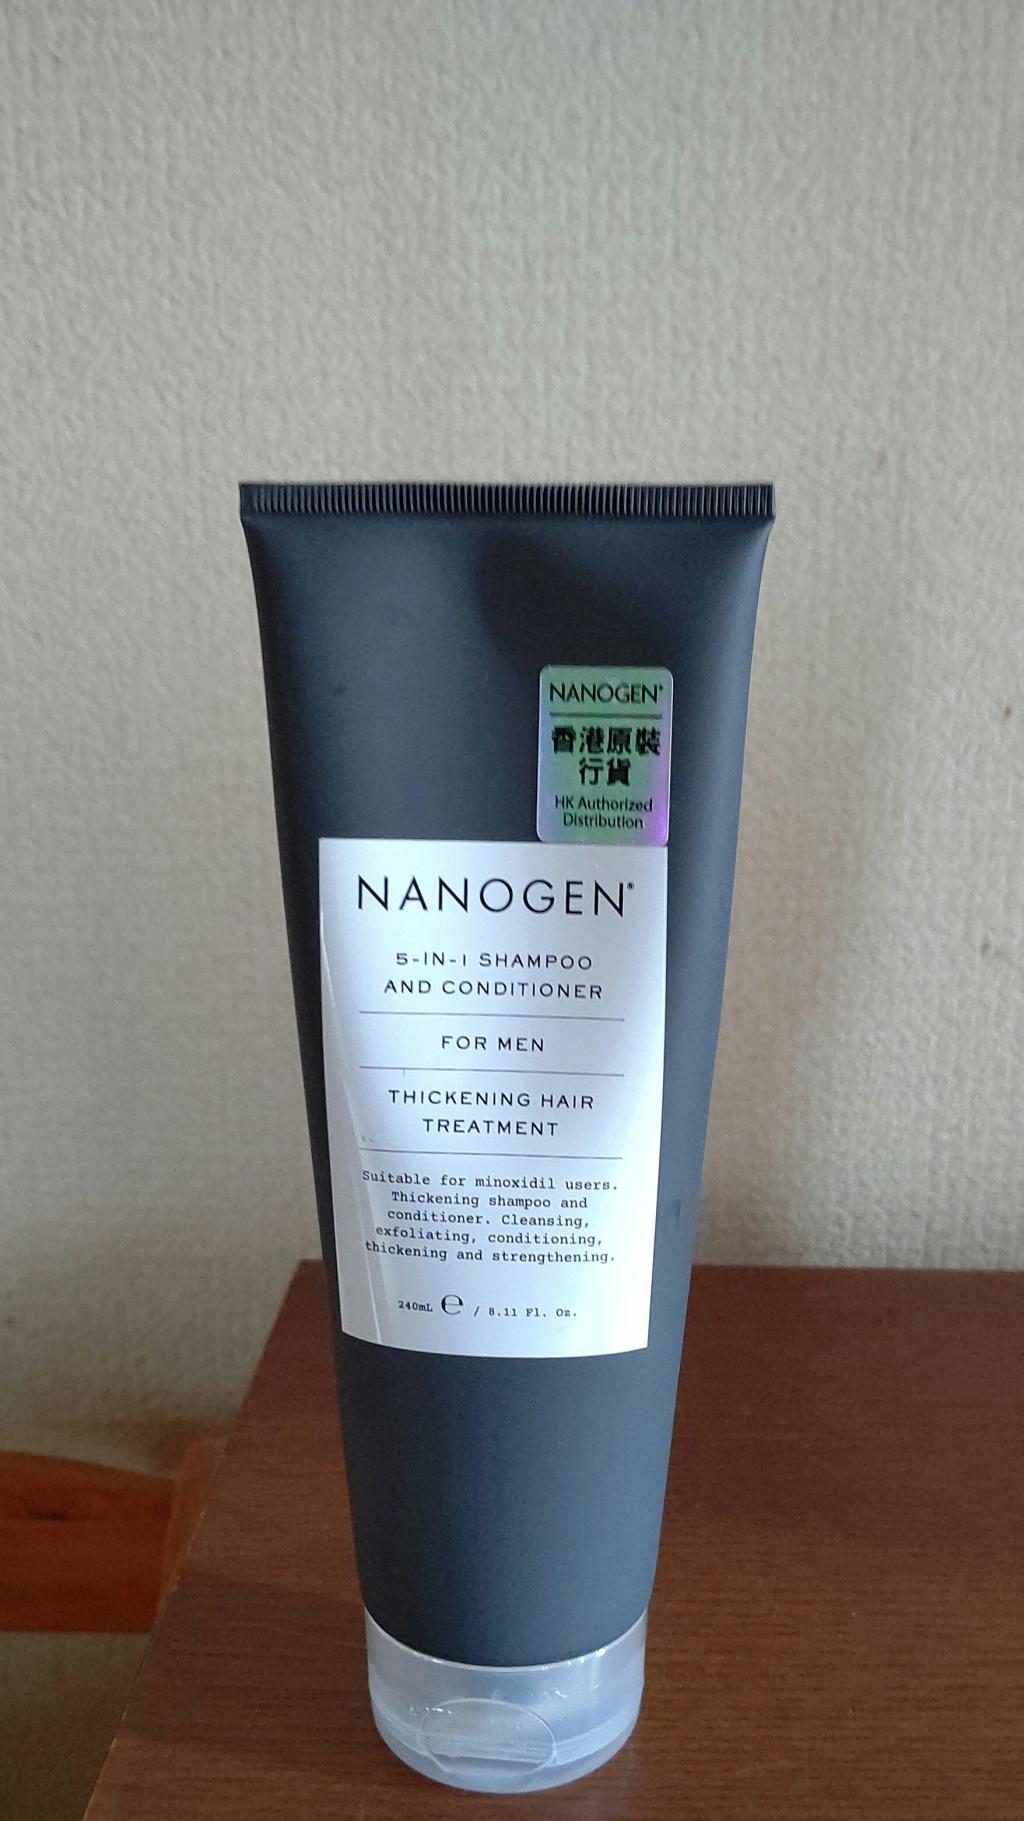 NANOGEN®
香港原裝
行貨
HK Authorized
Distribution
NANOGEN®
5-IN-1 SHAMPOO
AND CONDITIONER
FOR MEN
THICKENING HAIR
TREATMENT
Suitable for minoxidil users.
Thickening shampoo and
conditioner. Cleansing,
exfoliating, conditioning,
thickening and strengthening.
240mL ℮ / 8.11 Fl. Oz.